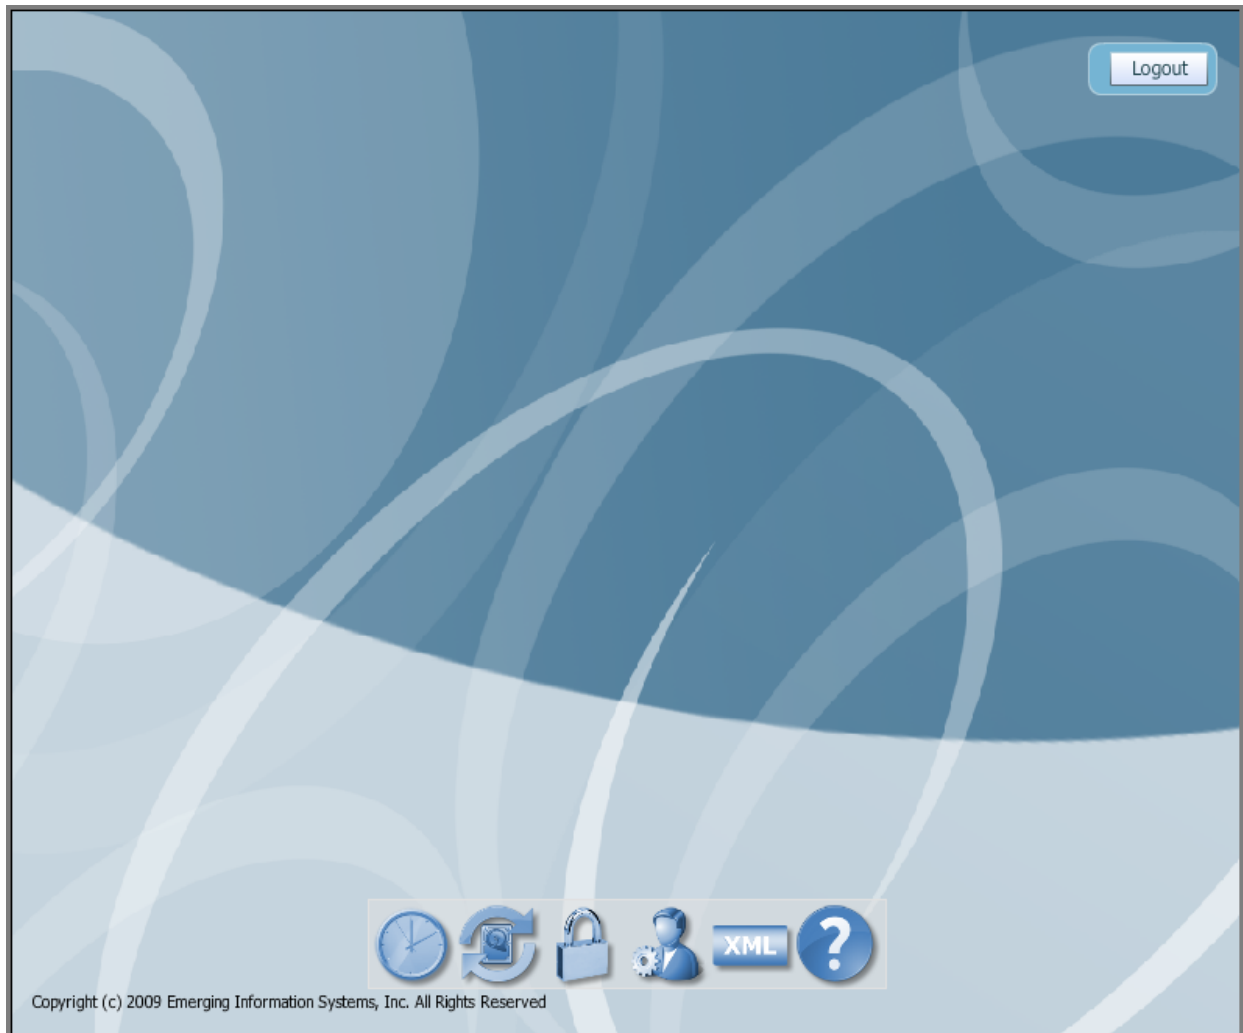 Logout
XML
?
Copyright (c) 2009 Emerging Information Systems, Inc. All Rights Reserved